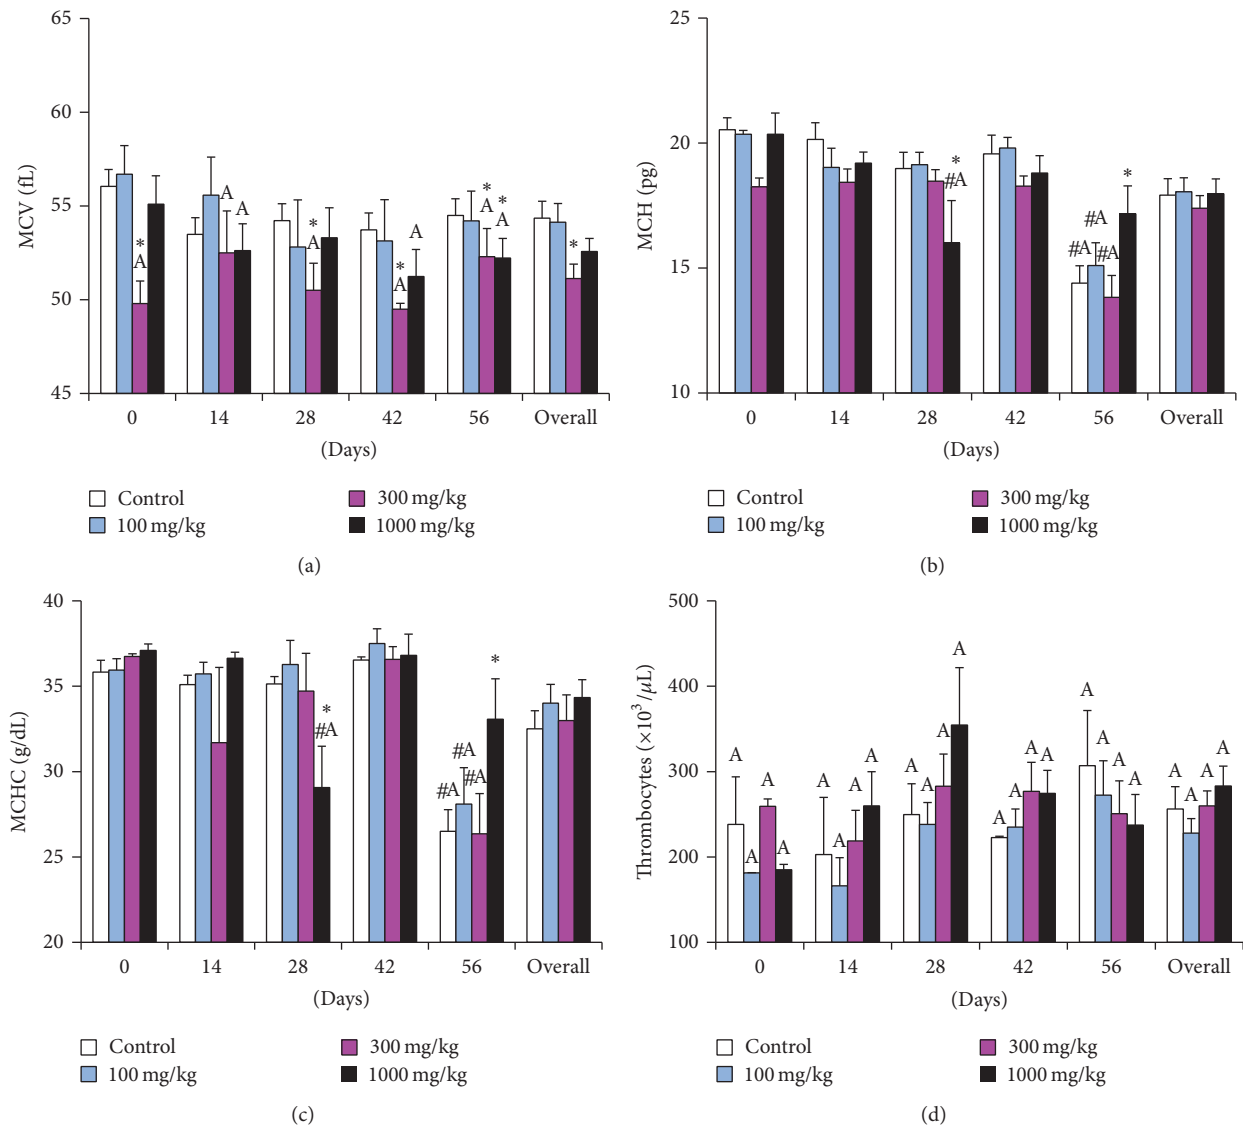 65
60
55
50
45
MCV (fL)
*
A
A
A
*
A
*
A
A
*
A
*
A
*
0 14 28 42 56 Overall
(Days)
Control
300 mg/kg
100 mg/kg
1000 mg/kg
(a)
25
20
15
10
MCH (pg)
*
#A
#A
#A
#A
*
0 14 28 42 56 Overall
(Days)
Control
300 mg/kg
100 mg/kg
1000 mg/kg
(b)
40
35
30
25
20
MCHC (g/dL)
*
#A
#A
#A
#A
*
0 14 28 42 56 Overall
(Days)
Control
300 mg/kg
100 mg/kg
1000 mg/kg
(c)
500
400
300
200
100
Thrombocytes (×10³/μL)
A A A A
A A A A
A A A A
A A A A
A A A A
A A A A
0 14 28 42 56 Overall
(Days)
Control
300 mg/kg
100 mg/kg
1000 mg/kg
(d)